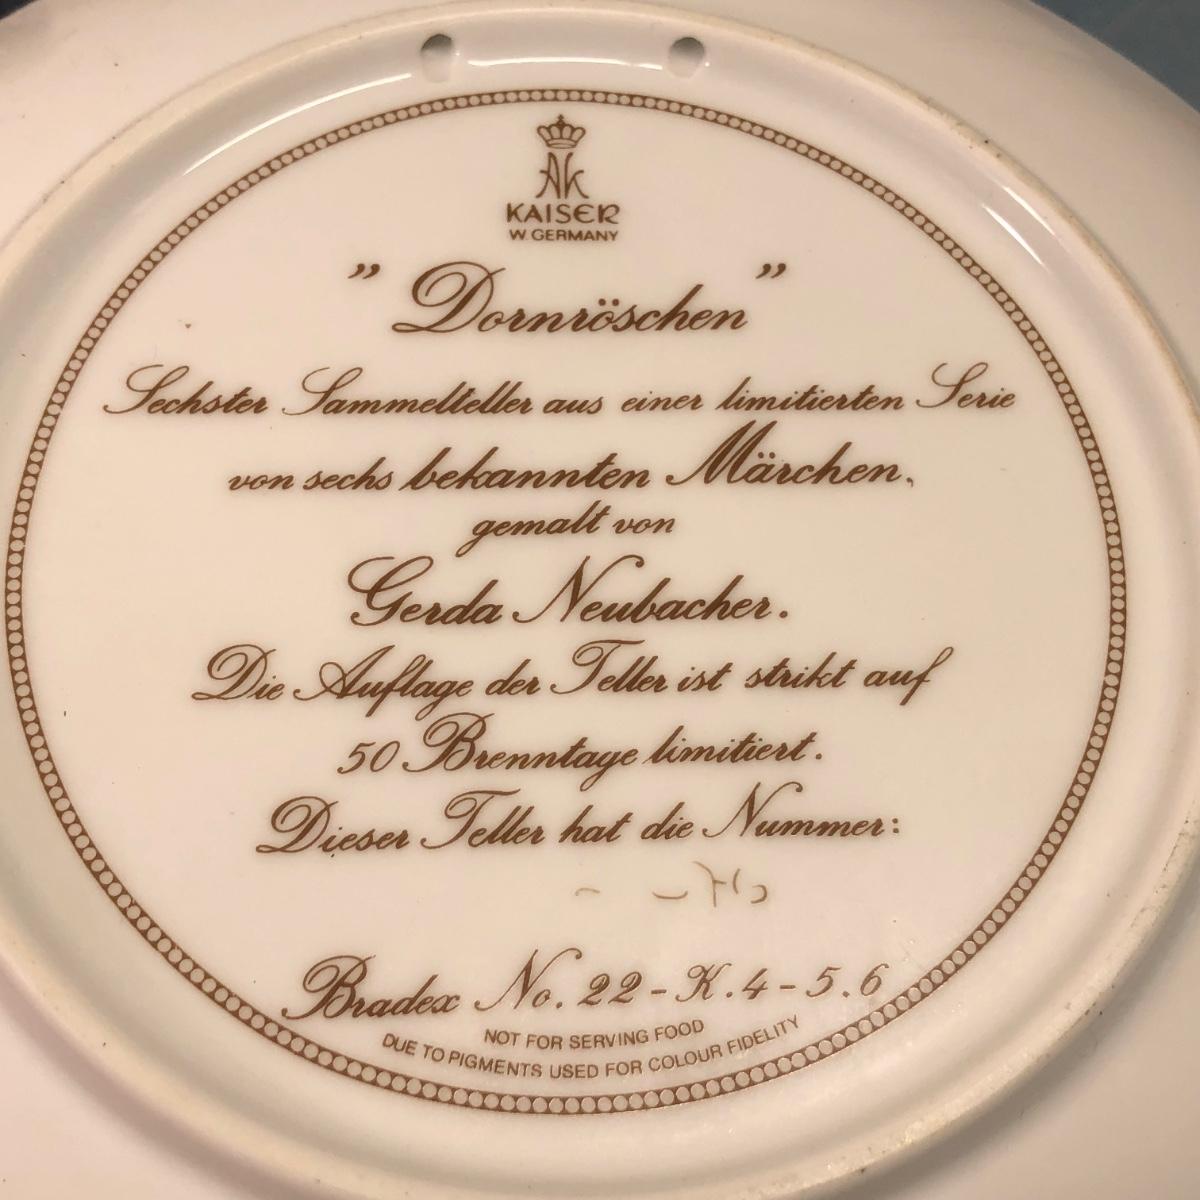 AK
KAISER
W. GERMANY
” Dornröschen ”
Sechster Sammelteller aus einer limitierten Serie
von sechs bekannten Märchen,
gemalt von
Gerda Neubacher.
Die Auflage der Teller ist strikt auf
50 Brenntage limitiert.
Dieser Teller hat die Nummer:
Bradex No. 22-K.4-5.6
NOT FOR SERVING FOOD
DUE TO PIGMENTS USED FOR COLOUR FIDELITY